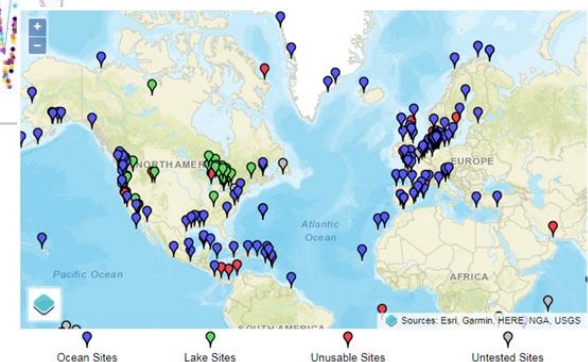 +
−
NORTH AMER
EUROPE
Atlantic
Ocean
Pacific Ocean
AFRICA
SOUTH AMERICA
Sources: Esri, Garmin, HERE, NGA, USGS
Ocean Sites
Lake Sites
Unusable Sites
Untested Sites